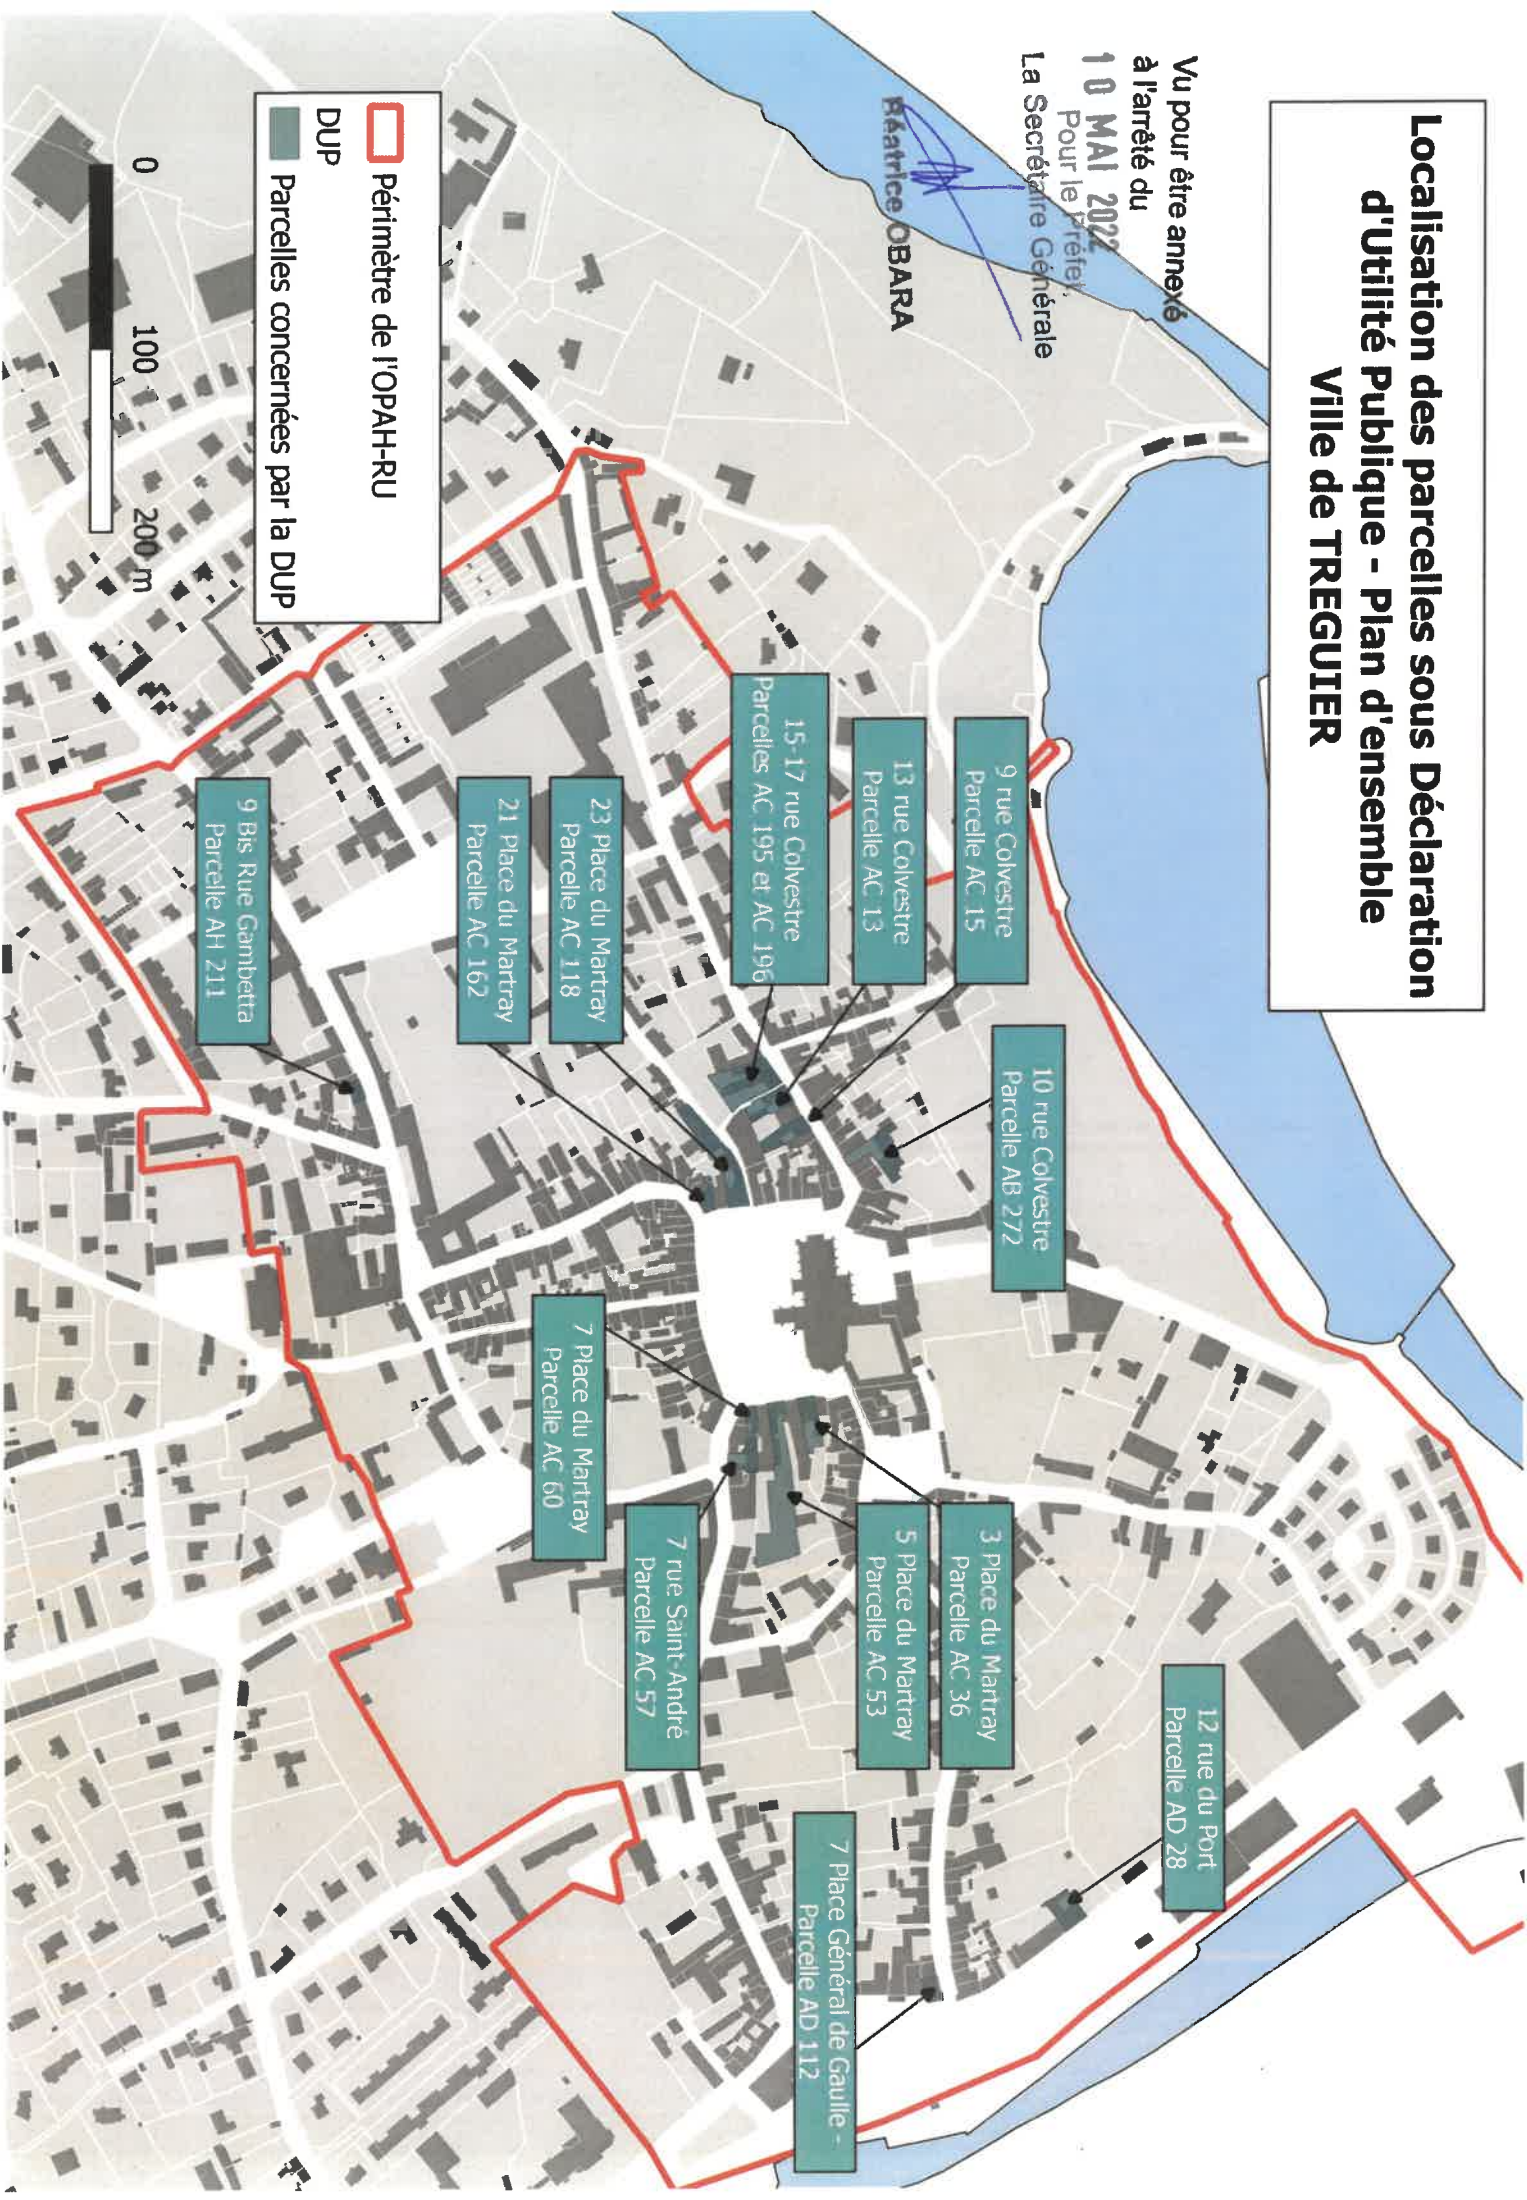 Localisation des parcelles sous Déclaration
d'Utilité Publique - Plan d'ensemble
Ville de TREGUIER
Vu pour être annexé
à l'arrêté du
10 MAI 2022
Pour le Préfet,
La Secrétaire Générale
Béatrice OBARA
9 rue Colvestre
Parcelle AC 15
13 rue Colvestre
Parcelle AC 13
15-17 rue Colvestre
Parcelles AC 195 et AC 196
10 rue Colvestre
Parcelle AB 272
23 Place du Martray
Parcelle AC 118
21 Place du Martray
Parcelle AC 162
9 Bis Rue Gambetta
Parcelle AH 211
12 rue du Port
Parcelle AD 28
3 Place du Martray
Parcelle AC 36
5 Place du Martray
Parcelle AC 53
7 Place du Martray
Parcelle AC 60
7 rue Saint-André
Parcelle AC 57
7 Place Général de Gaulle -
Parcelle AD 112
Périmètre de l'OPAH-RU
DUP
Parcelles concernées par la DUP
0 100 200 m